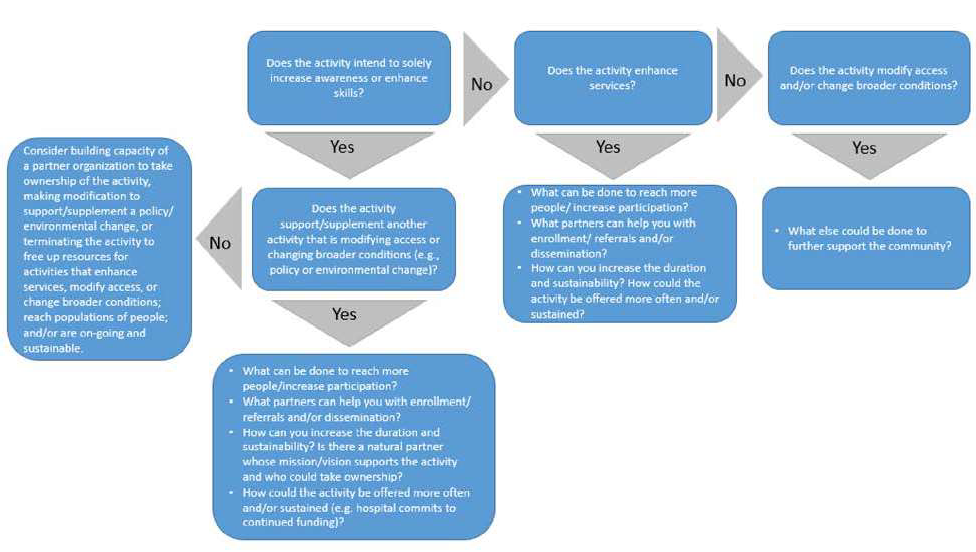 Does the activity intend to solely
increase awareness or enhance
skills?
No
Does the activity enhance
services?
No
Does the activity modify access
and/or change broader conditions?
Yes
Yes
Yes
Consider building capacity of
a partner organization to take
ownership of the activity,
making modification to
support/supplement a policy/
environmental change, or
terminating the activity to
free up resources for
activities that enhance
services, modify access, or
change broader conditions;
reach populations of people;
and/or are on-going and
sustainable.
No
Does the activity
support/supplement another
activity that is modifying access or
changing broader conditions (e.g.,
policy or environmental change)?
• What can be done to reach more
people/ increase participation?
• What partners can help you with
enrollment/ referrals and/or
dissemination?
• How can you increase the duration
and sustainability? How could the
activity be offered more often and/or
sustained?
• What else could be done to
further support the community?
Yes
• What can be done to reach more
people/increase participation?
• What partners can help you with enrollment/
referrals and/or dissemination?
• How can you increase the duration and
sustainability? Is there a natural partner
whose mission/vision supports the activity
and who could take ownership?
• How could the activity be offered more often
and/or sustained (e.g. hospital commits to
continued funding)?